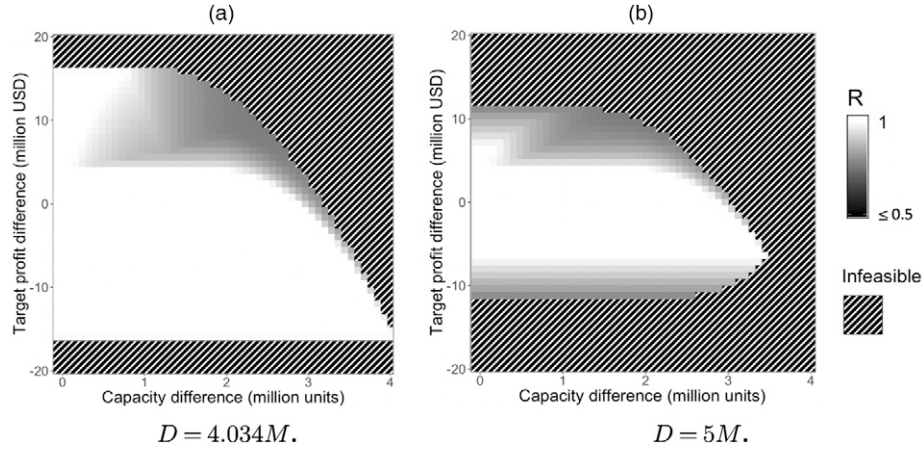 (a)
(b)
Target profit difference (million USD)
20
10
0
-10
-20
0
1
2
3
4
Capacity difference (million units)
D = 4.034M.
Target profit difference (million USD)
20
10
0
-10
-20
0
1
2
3
4
Capacity difference (million units)
D = 5M.
R
1
≤ 0.5
Infeasible